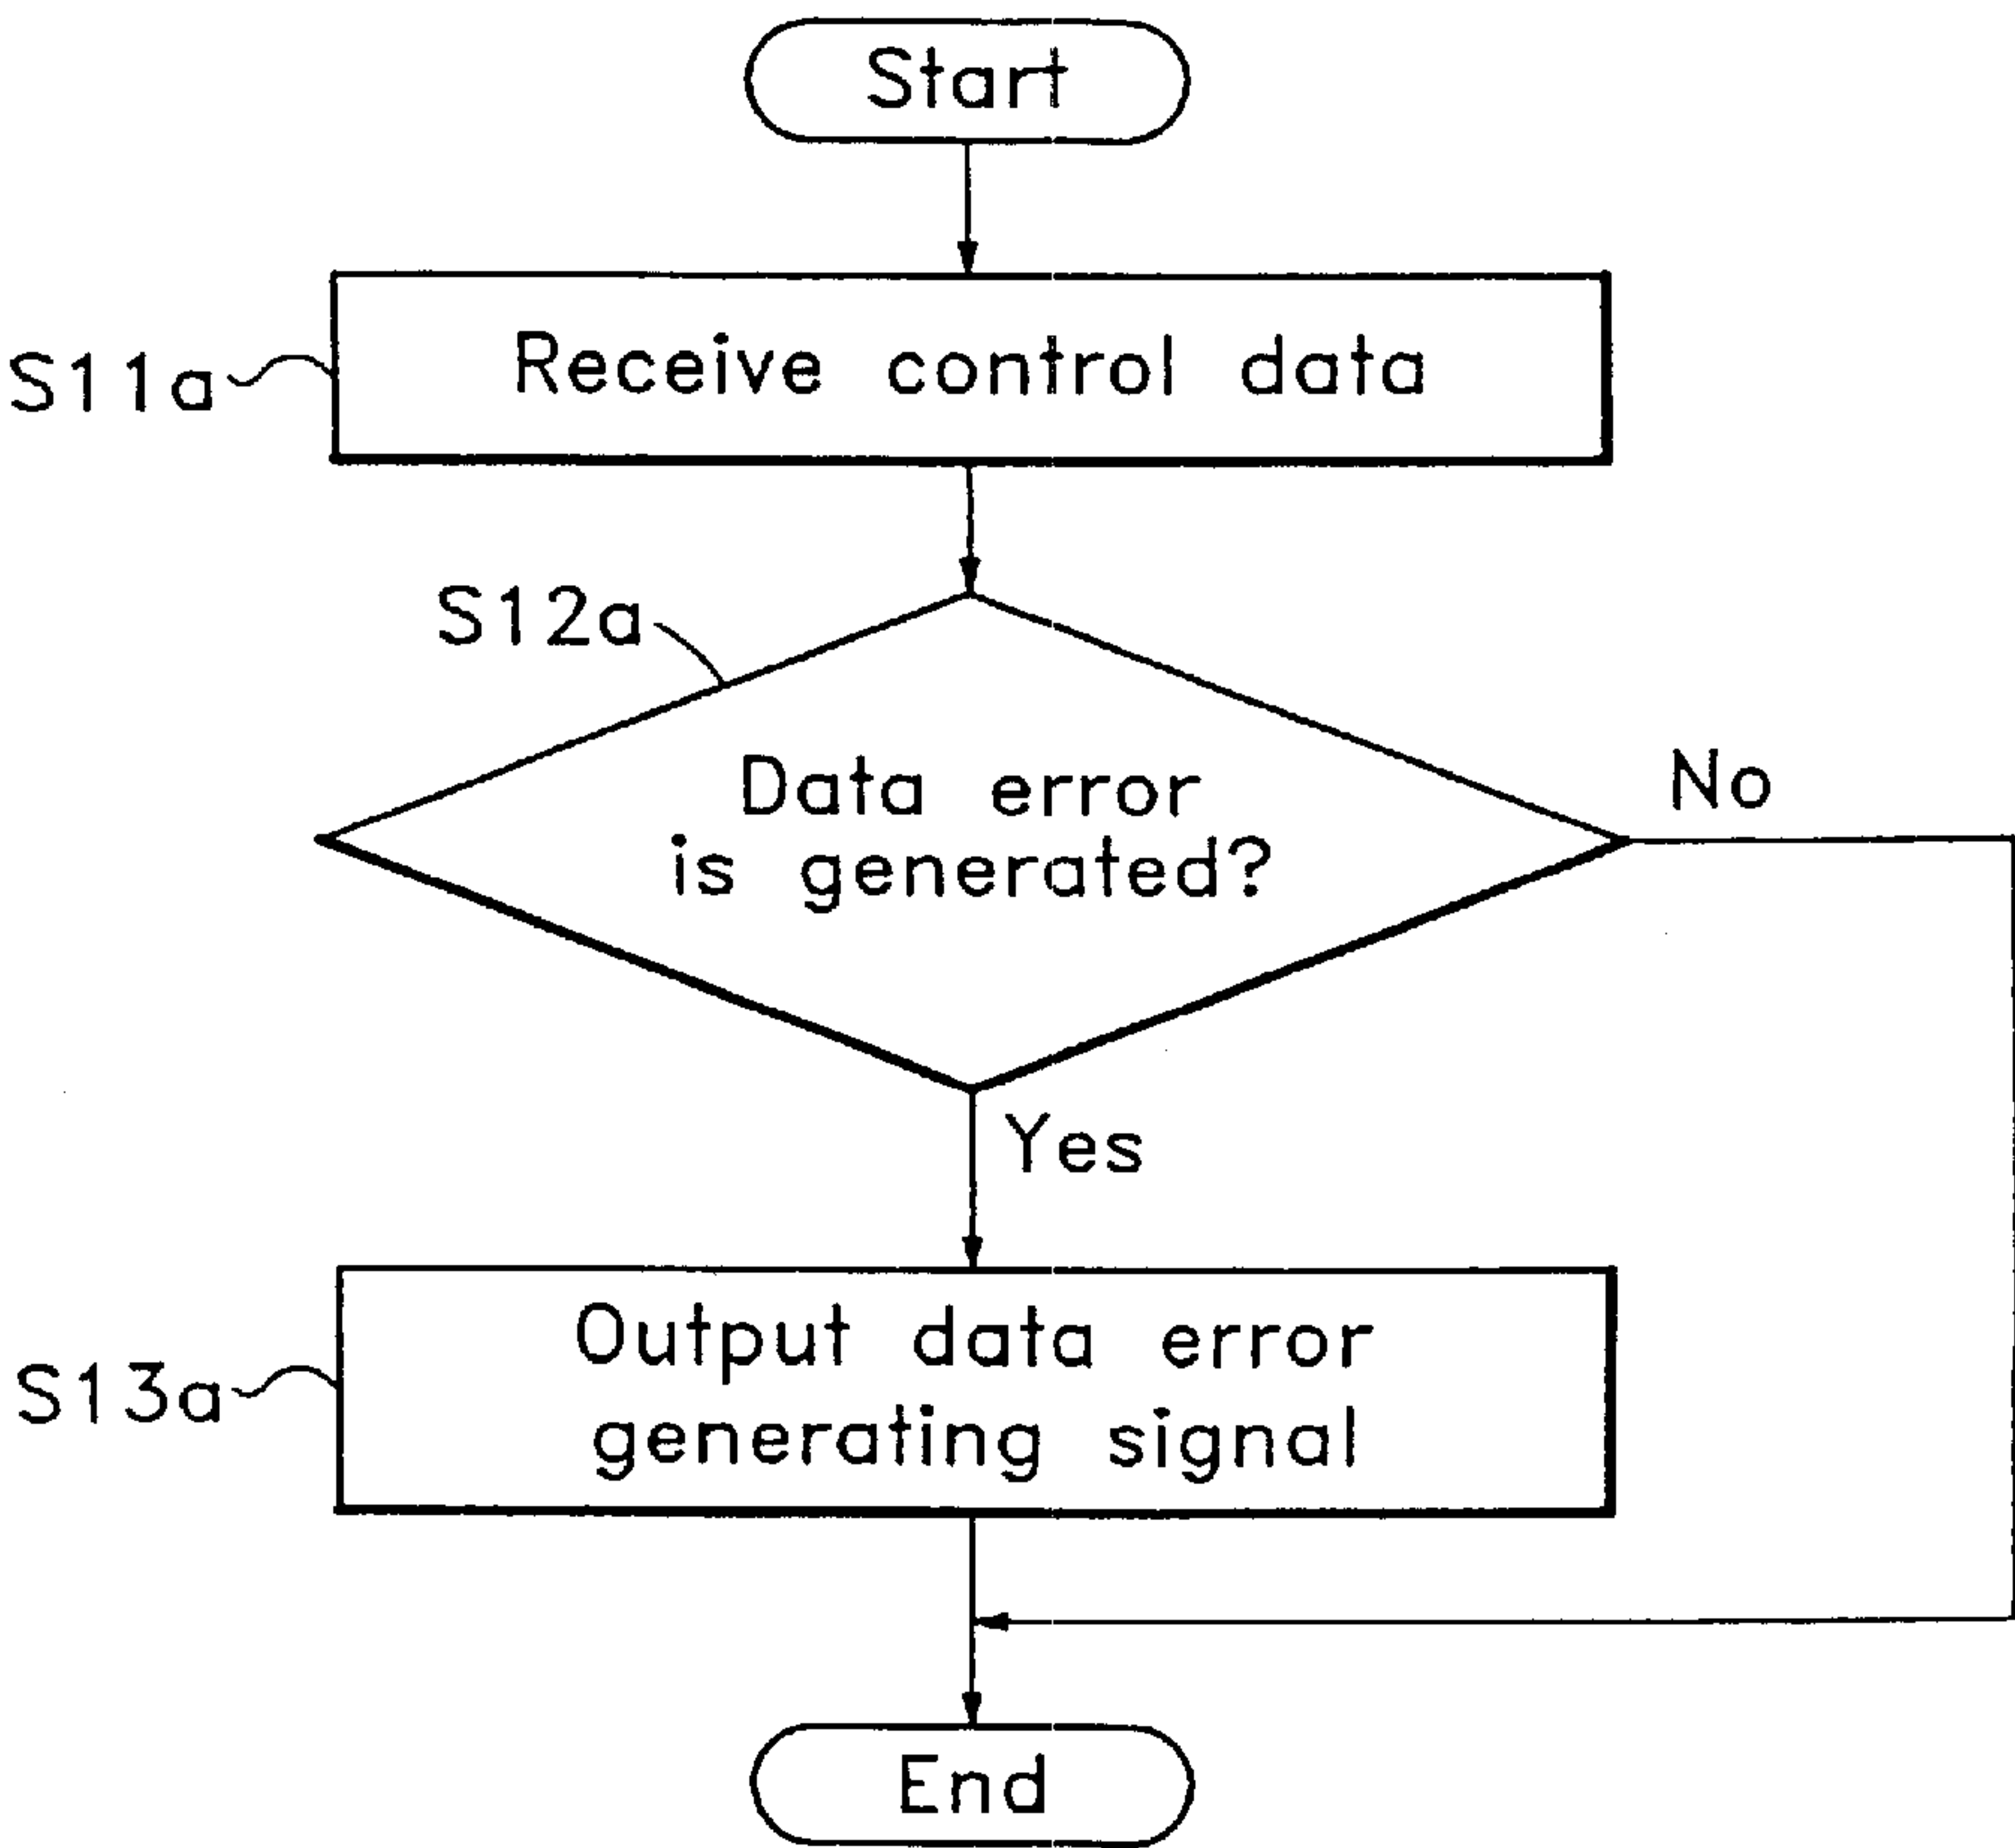 Start
S11a
Receive control data
S12a
Data error
is generated?
No
Yes
S13a
Output data error
generating signal
End